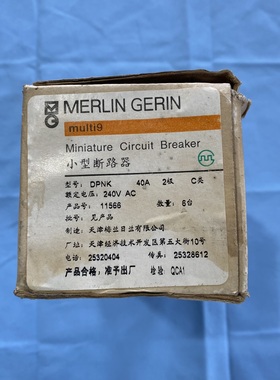 MG MERLIN GERIN
multi9
Miniature Circuit Breaker
小型断路器
型号: DPNK 40A 2极 C类
额定电压: 240V AC
产品号: 11566 数量: 6台
批号: 见产品
制造: 天津梅兰日兰有限公司
厂址: 天津经济技术开发区第五大街10号
电话: 25320404 传真: 25328612
产品合格, 准予出厂 检验: QCA1